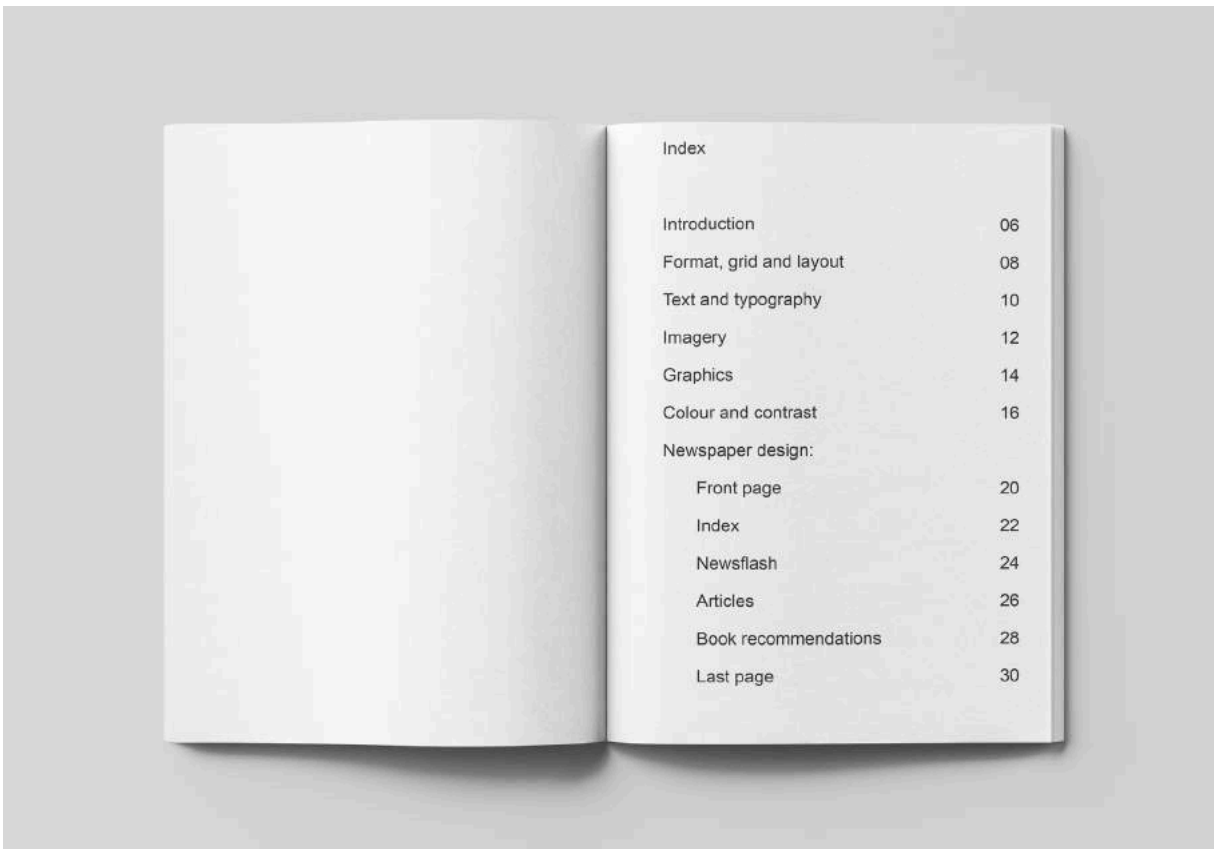 Index
Introduction 06
Format, grid and layout 08
Text and typography 10
Imagery 12
Graphics 14
Colour and contrast 16
Newspaper design:
Front page 20
Index 22
Newsflash 24
Articles 26
Book recommendations 28
Last page 30